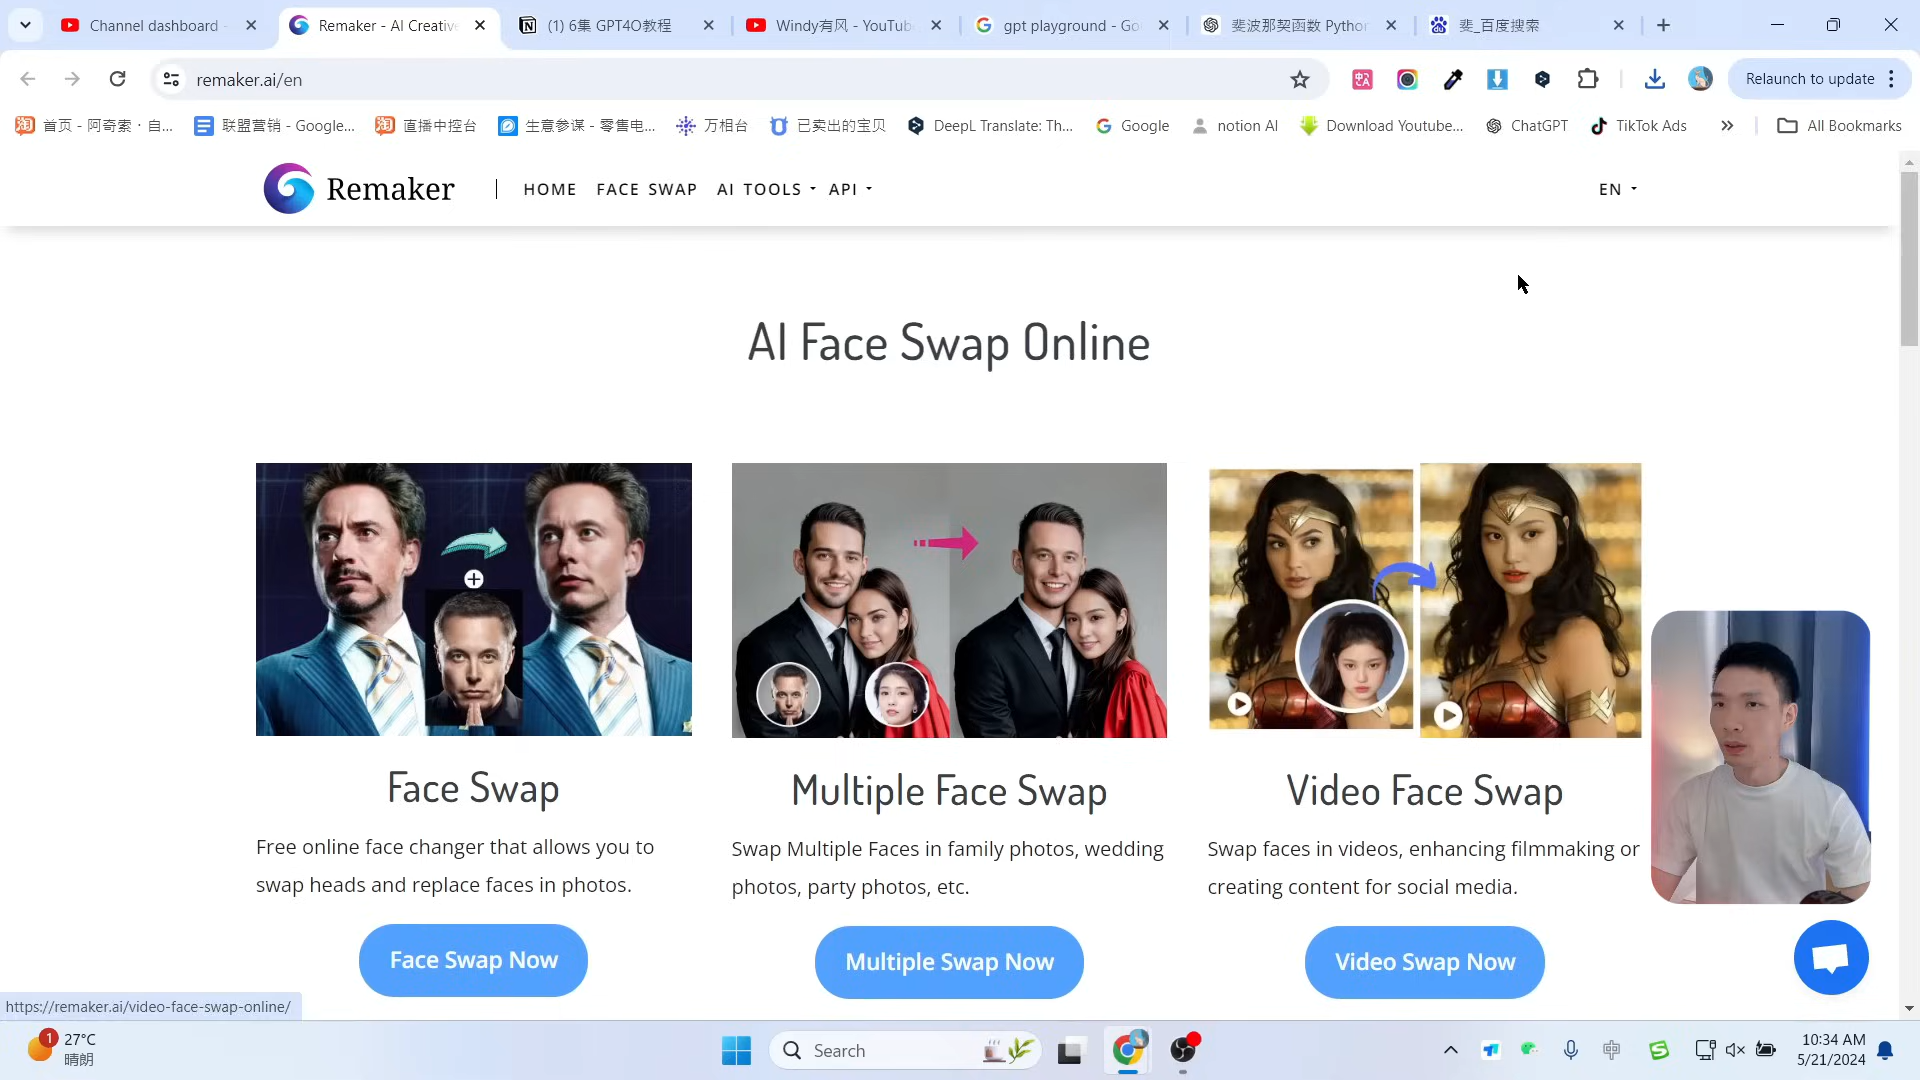 Channel dashboard -
Remaker - AI Creative
(1) 6集 GPT4O教程
Windy有风 - YouTub
gpt playground - Go
斐波那契函数 Python
斐_百度搜索
remaker.ai/en
Relaunch to update
首页 - 阿奇索 · 自...
联盟营销 - Google...
直播中控台
生意参谋 - 零售电...
万相台
已卖出的宝贝
DeepL Translate: Th...
Google
notion AI
Download Youtube...
ChatGPT
TikTok Ads
All Bookmarks
Remaker
HOME
FACE SWAP
AI TOOLS
API
EN
AI Face Swap Online
Face Swap
Free online face changer that allows you to
swap heads and replace faces in photos.
Face Swap Now
Multiple Face Swap
Swap Multiple Faces in family photos, wedding
photos, party photos, etc.
Multiple Swap Now
Video Face Swap
Swap faces in videos, enhancing filmmaking or
creating content for social media.
Video Swap Now
https://remaker.ai/video-face-swap-online/
1
27°C
晴朗
Search
中
10:34 AM
5/21/2024